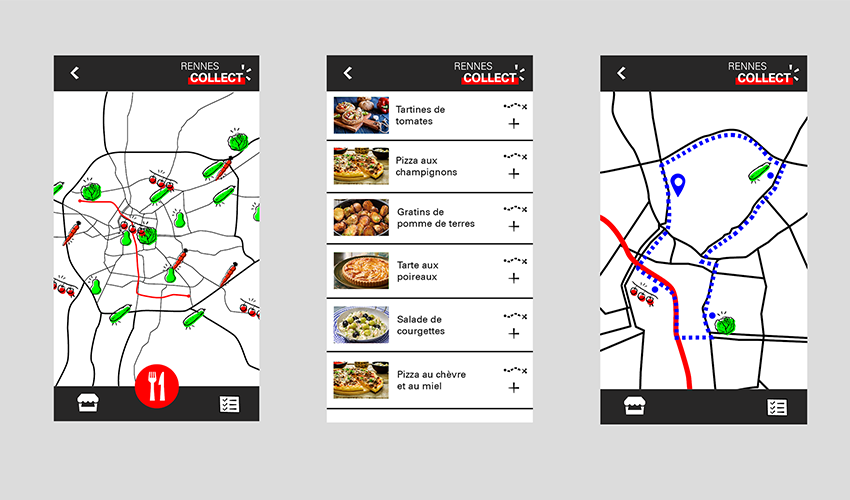 RENNES
COLLECT
RENNES
COLLECT
Tartines de
tomates
Pizza aux
champignons
Gratins de
pomme de terres
Tarte aux
poireaux
Salade de
courgettes
Pizza au chèvre
et au miel
RENNES
COLLECT